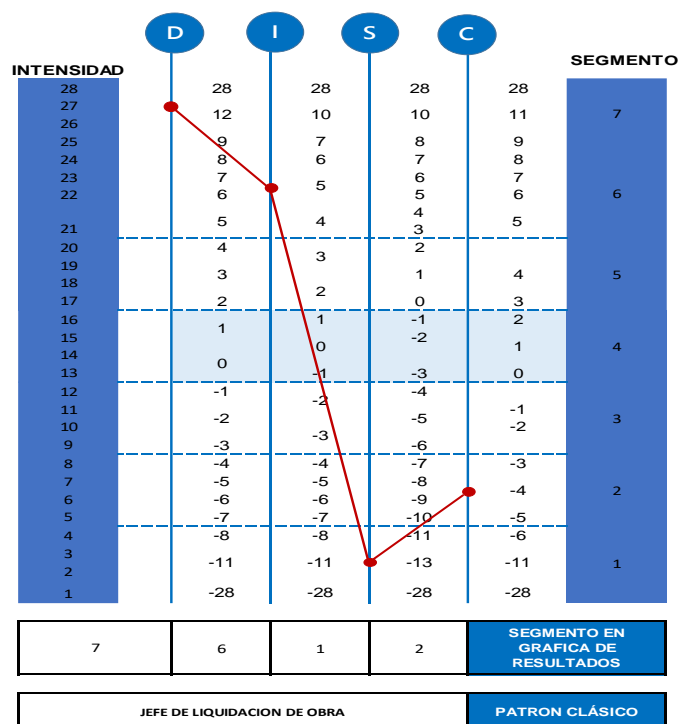 D I S C
INTENSIDAD SEGMENTO
28 28 28 28 28
27 12 10 10 11 7
26
25 9 7 8 9
24 8 6 7 8
23 7 5 6 7
22 6 5 6 6
21 5 4 4 5
3
20 4 3 2
19 3 1 4 5
18
17 2 2 0 3
16 1 1 -1 2
15 0 -2 1 4
14
13 0 -1 -3 0
12 -1 -2 -4
11 -2 -5 -1 3
10 -3 -2
9 -3 -6
8 -4 -4 -7 -3
7 -5 -5 -8 -4 2
6 -6 -6 -9
5 -7 -7 -10 -5
4 -8 -8 -11 -6
3 -11 -11 -13 -11 1
2
1 -28 -28 -28 -28
7 6 1 2 SEGMENTO EN
GRAFICA DE
RESULTADOS
JEFE DE LIQUIDACION DE OBRA PATRON CLÁSICO